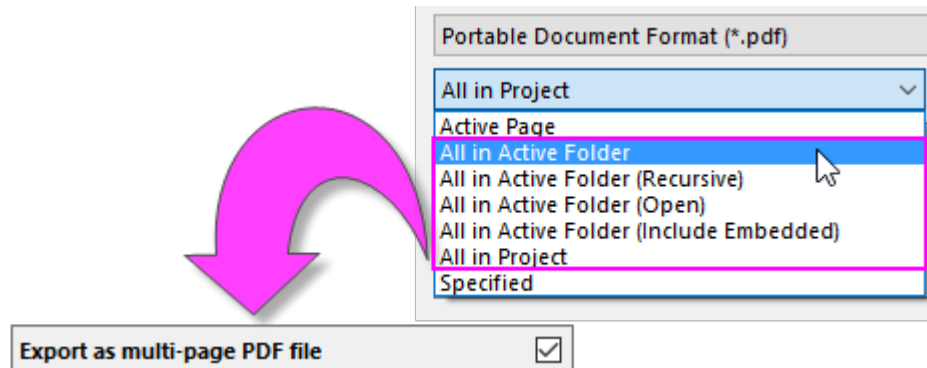 Portable Document Format (*.pdf)
All in Project
Active Page
All in Active Folder
All in Active Folder (Recursive)
All in Active Folder (Open)
All in Active Folder (Include Embedded)
All in Project
Specified
Export as multi-page PDF file